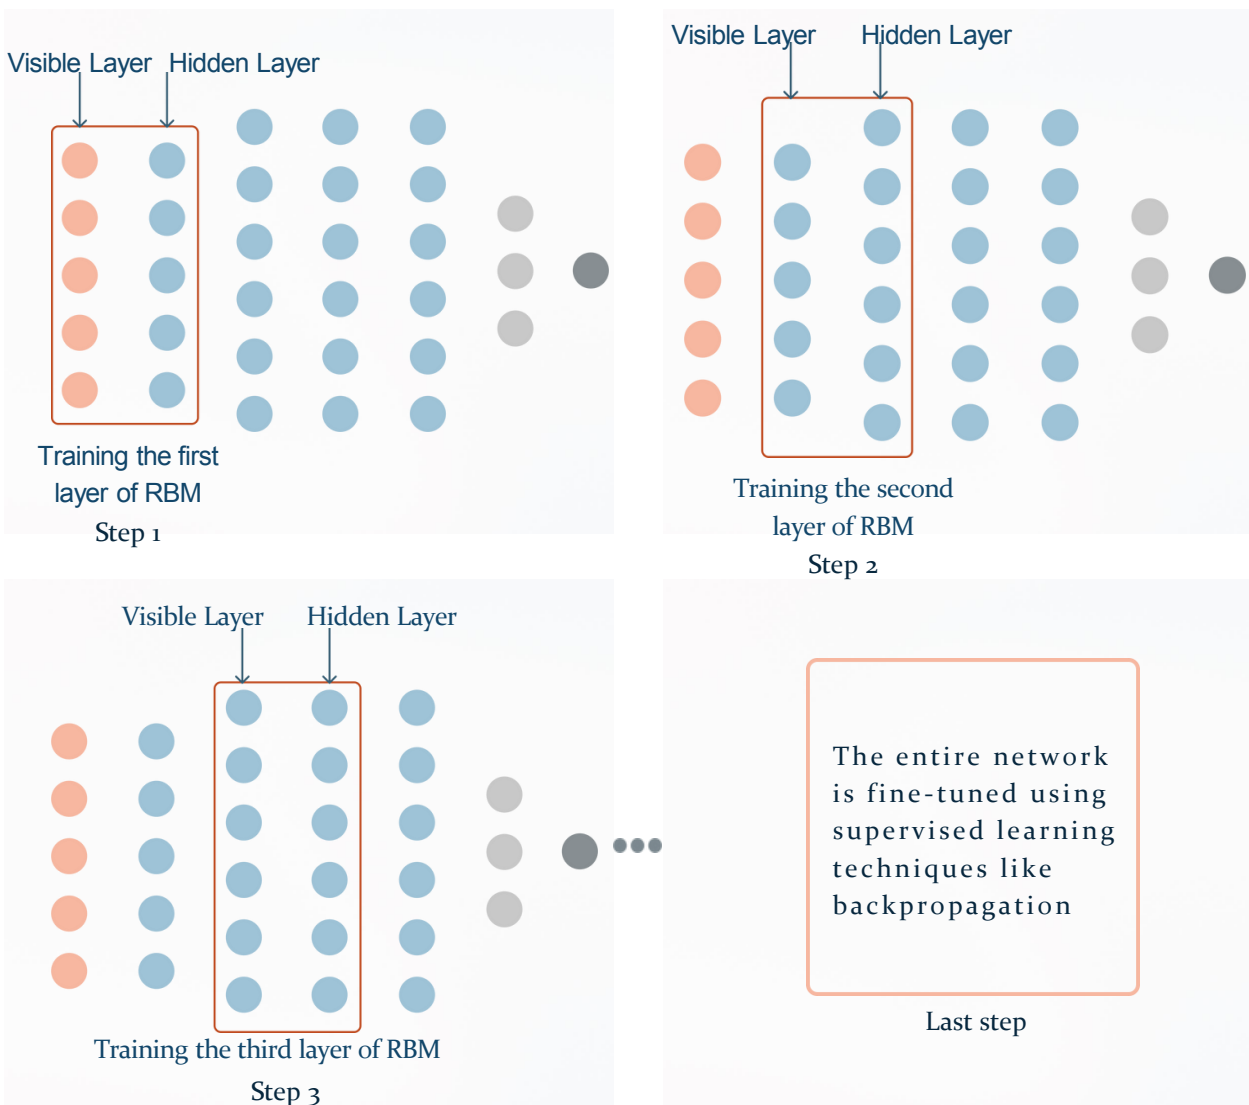 Visible Layer Hidden Layer
Training the first
layer of RBM
Step 1
Visible Layer Hidden Layer
Training the second
layer of RBM
Step 2
Visible Layer Hidden Layer
Training the third layer of RBM
Step 3
The entire network
is fine-tuned using
supervised learning
techniques like
backpropagation
Last step